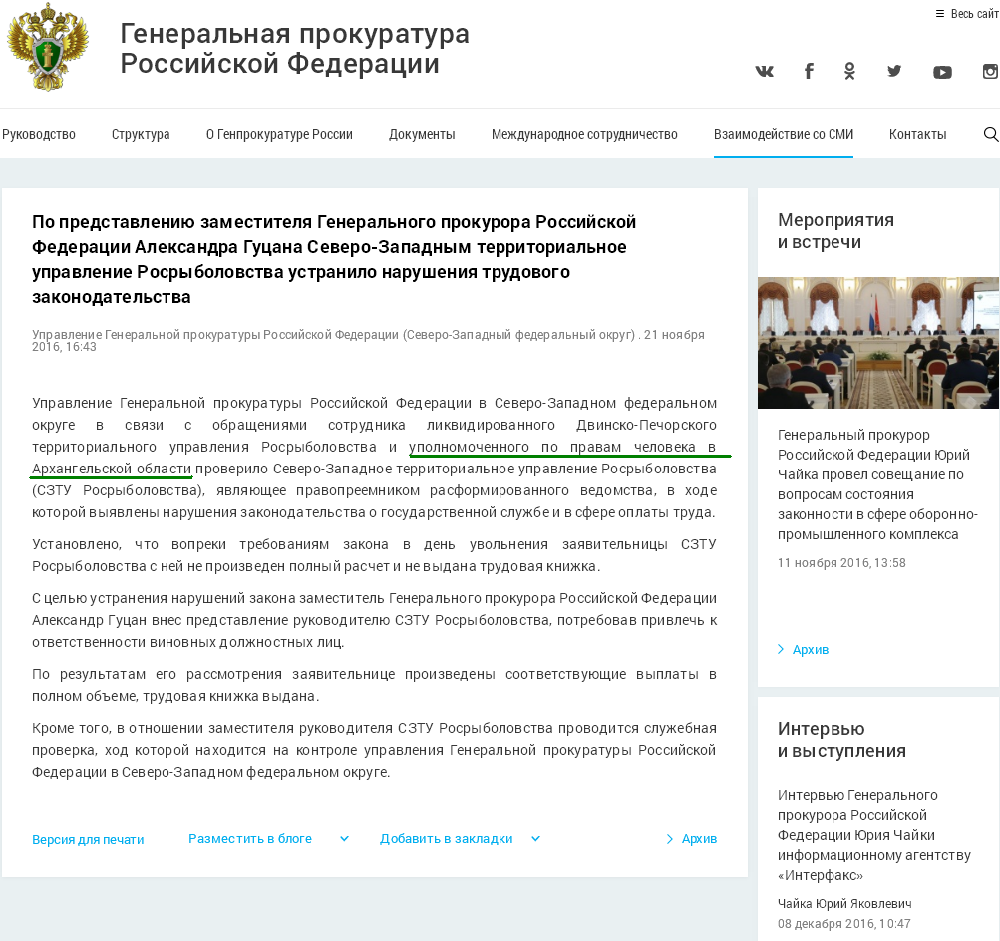 Весь сайт
Генеральная прокуратура
Российской Федерации
Руководство Структура О Генпрокуратуре России Документы Международное сотрудничество Взаимодействие со СМИ Контакты
По представлению заместителя Генерального прокурора Российской
Федерации Александра Гуцана Северо-Западным территориальное
управление Росрыболовства устранило нарушения трудового
законодательства
Управление Генеральной прокуратуры Российской Федерации (Северо-Западный федеральный округ) . 21 ноября
2016, 16:43
Управление Генеральной прокуратуры Российской Федерации в Северо-Западном федеральном
округе в связи с обращениями сотрудника ликвидированного Двинско-Печорского
территориального управления Росрыболовства и уполномоченного по правам человека в
Архангельской области проверило Северо-Западное территориальное управление Росрыболовства
(СЗТУ Росрыболовства), являющее правопреемником расформированного ведомства, в ходе
которой выявлены нарушения законодательства о государственной службе и в сфере оплаты труда.
Установлено, что вопреки требованиям закона в день увольнения заявительницы СЗТУ
Росрыболовства с ней не произведен полный расчет и не выдана трудовая книжка.
С целью устранения нарушений закона заместитель Генерального прокурора Российской Федерации
Александр Гуцан внес представление руководителю СЗТУ Росрыболовства, потребовав привлечь к
ответственности виновных должностных лиц.
По результатам его рассмотрения заявительнице произведены соответствующие выплаты в
полном объеме, трудовая книжка выдана.
Кроме того, в отношении заместителя руководителя СЗТУ Росрыболовства проводится служебная
проверка, ход которой находится на контроле управления Генеральной прокуратуры Российской
Федерации в Северо-Западном федеральном округе.
Версия для печати Разместить в блоге Добавить в закладки Архив
Мероприятия
и встречи
Генеральный прокурор
Российской Федерации Юрий
Чайка провел совещание по
вопросам состояния
законности в сфере оборонно-
промышленного комплекса
11 ноября 2016, 13:58
Архив
Интервью
и выступления
Интервью Генерального
прокурора Российской
Федерации Юрия Чайки
информационному агентству
«Интерфакс»
Чайка Юрий Яковлевич
08 декабря 2016, 10:47